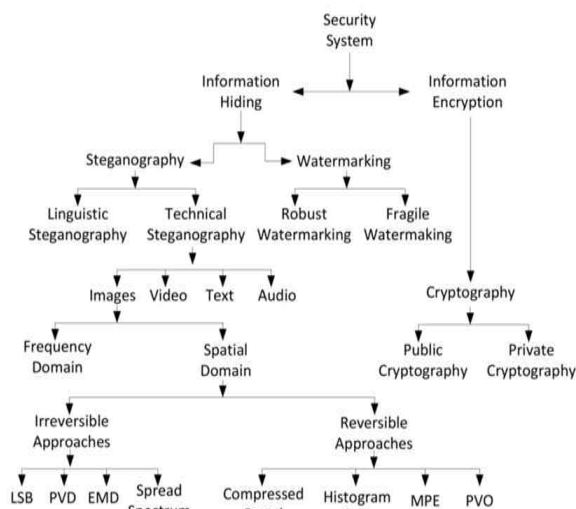 Security
System
Information
Hiding
Information
Encryption
Steganography
Watermarking
Linguistic
Steganography
Technical
Steganography
Robust
Watermarking
Fragile
Watermaking
Images
Video
Text
Audio
Cryptography
Frequency
Domain
Spatial
Domain
Public
Cryptography
Private
Cryptography
Irreversible
Approaches
Reversible
Approaches
LSB
PVD
EMD
Spread
Spectrum
Compressed
Histogram
MPE
PVO